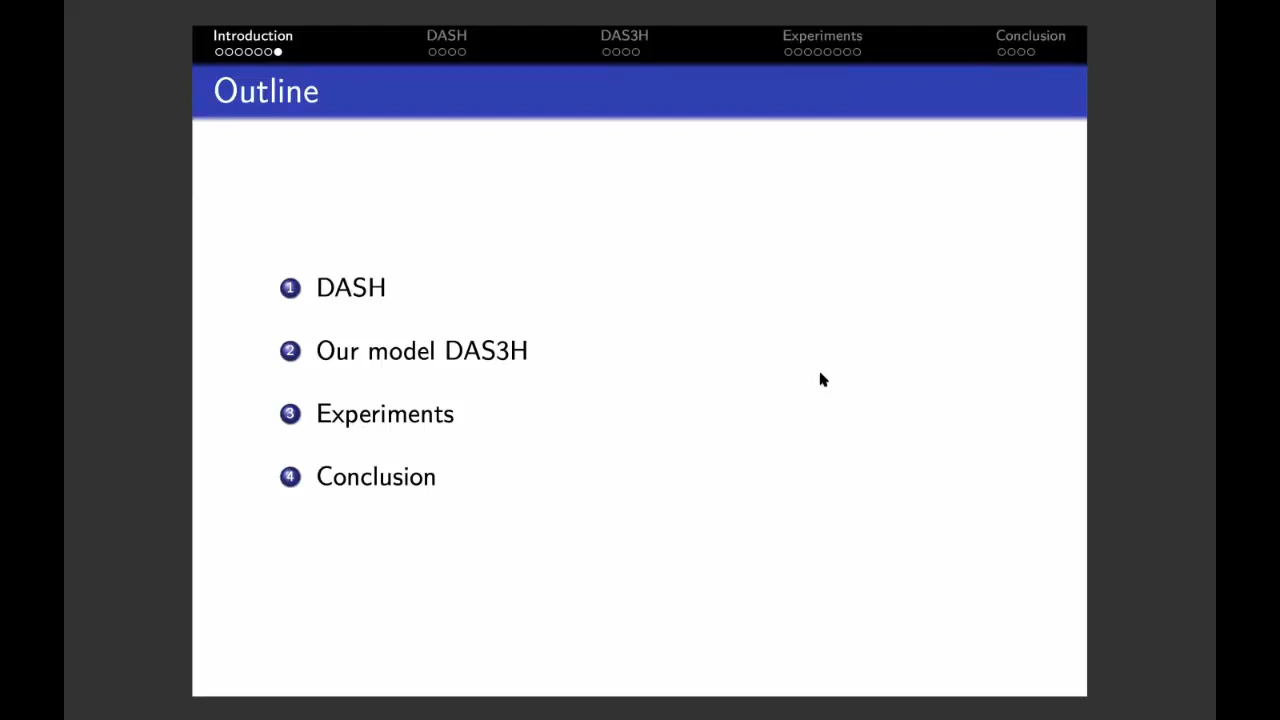 Introduction DASH DAS3H Experiments Conclusion
Outline
1 DASH
2 Our model DAS3H
3 Experiments
4 Conclusion